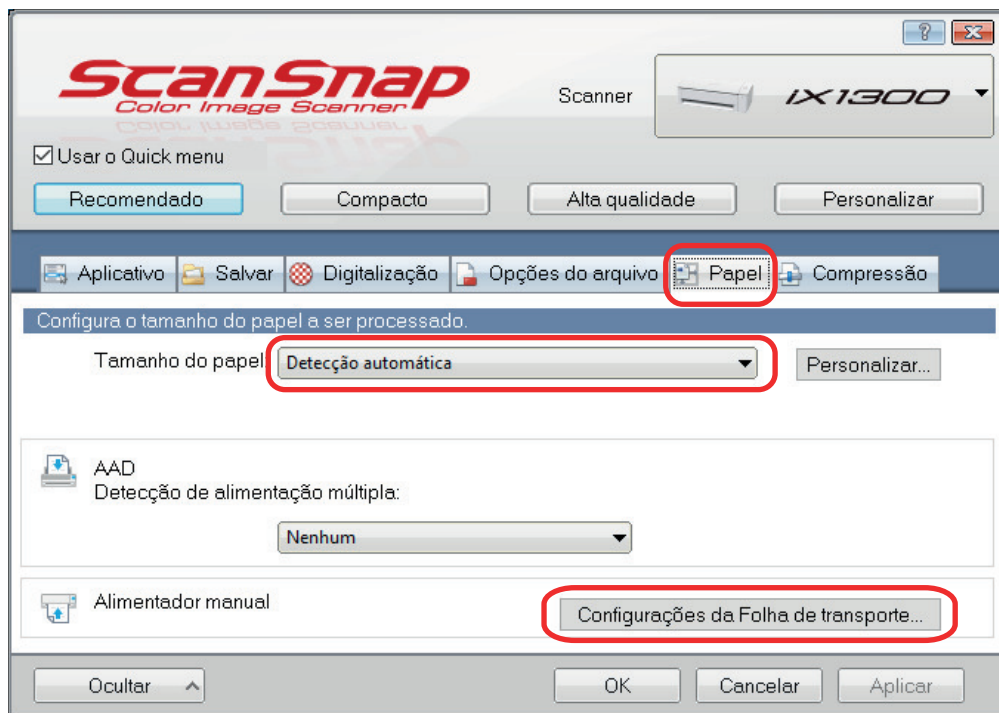 ScanSnap
Color Image Scanner
Scanner
iX1300
Usar o Quick menu
Recomendado Compacto Alta qualidade Personalizar
Aplicativo Salvar Digitalização Opções do arquivo Papel Compressão
Configura o tamanho do papel a ser processado.
Tamanho do papel: Detecção automática Personalizar...
AAD
Detecção de alimentação múltipla:
Nenhum
Alimentador manual
Configurações da Folha de transporte...
Ocultar OK Cancelar Aplicar